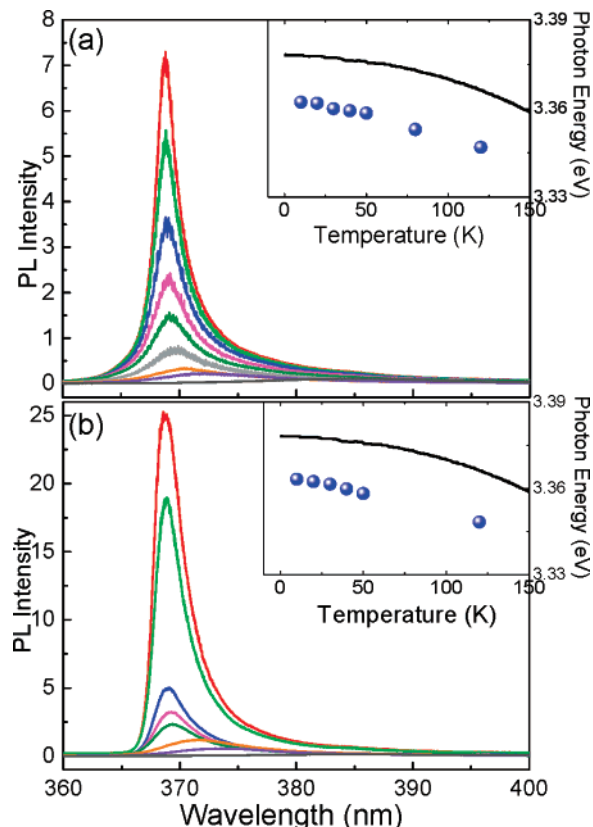 (a)
8
7
6
5
4
3
2
1
0
PL Intensity
3.39
3.36
3.33
Photon Energy (eV)
0 50 100 150
Temperature (K)
(b)
25
20
15
10
5
0
PL Intensity
3.39
3.36
3.33
Photon Energy (eV)
0 50 100 150
Temperature (K)
360 370 380 390 400
Wavelength (nm)